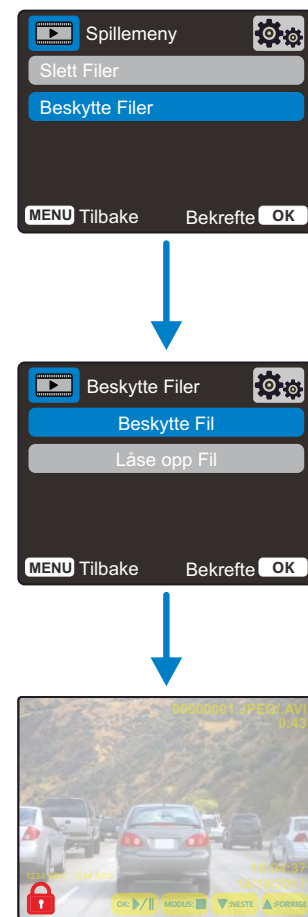 Spillemeny
Slett Filer
Beskytte Filer
MENU Tilbake Bekrefte OK
Beskytte Filer
Beskytte Fil
Låse opp Fil
MENU Tilbake Bekrefte OK
00000001.JPEG/.AVI
0:43
OK: MODUS: :NESTE :FORRIGE